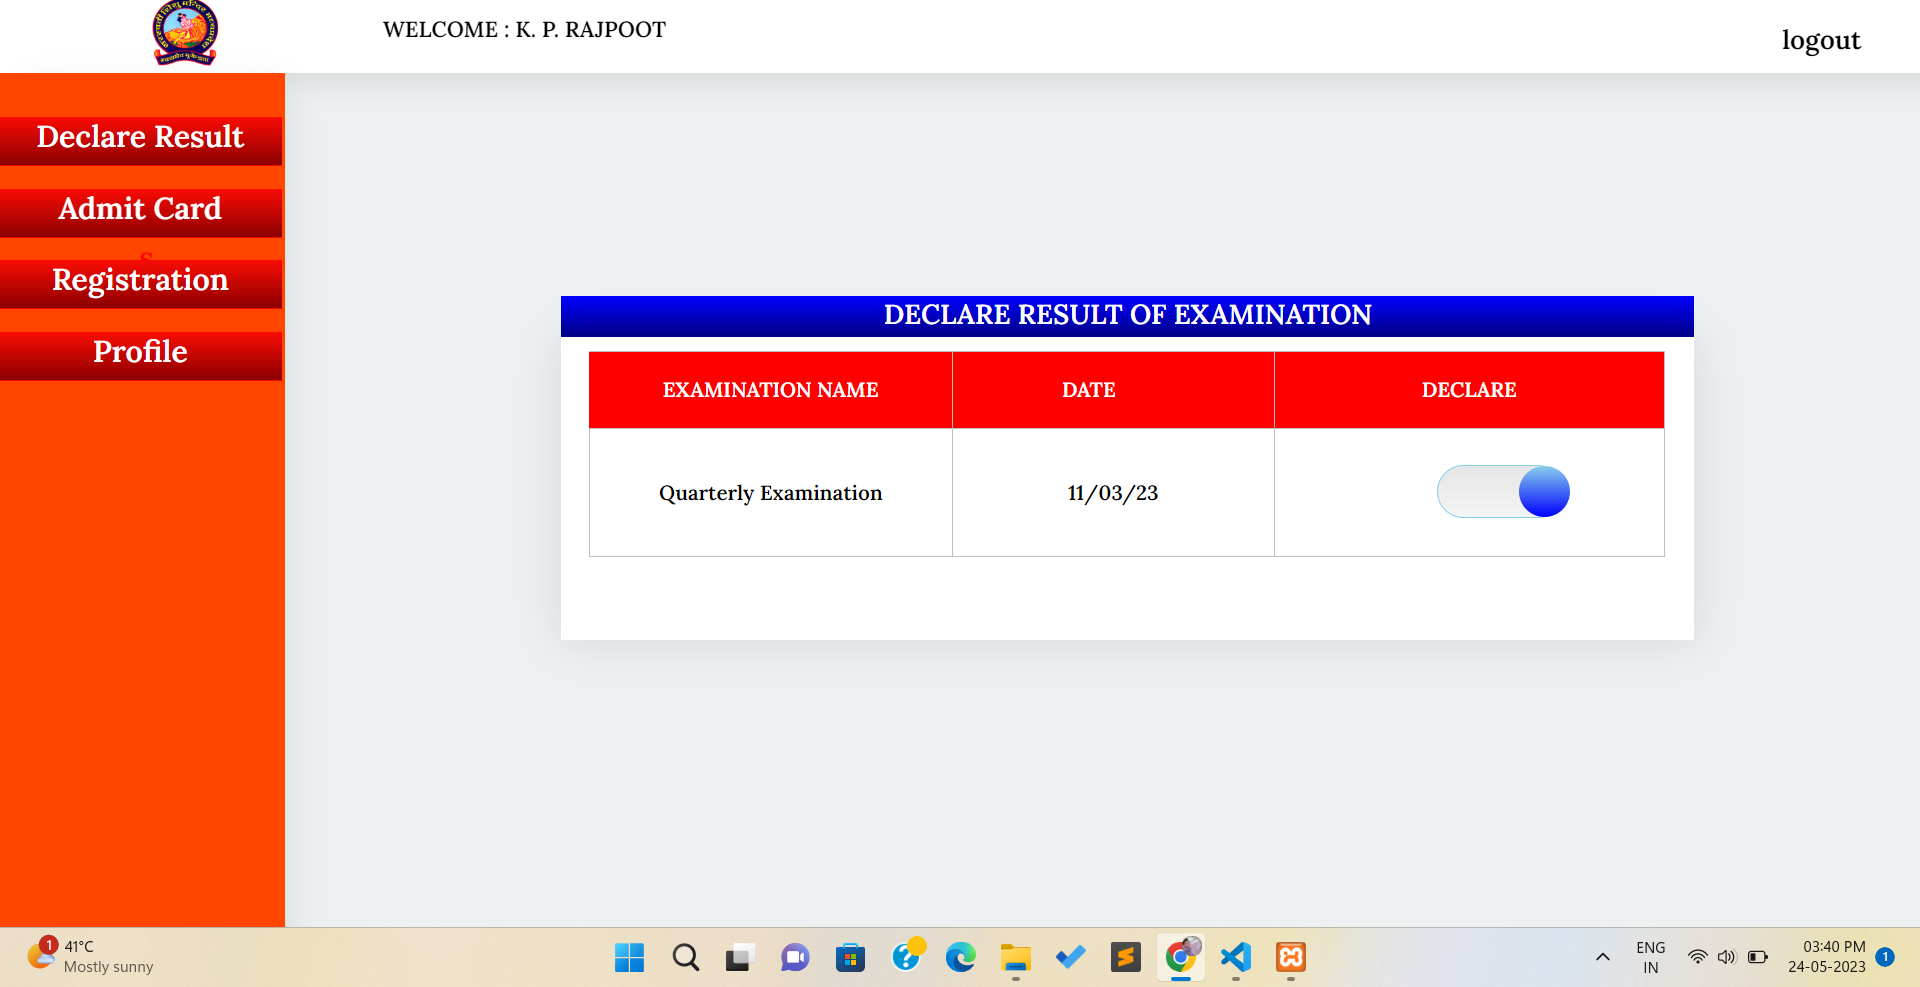 WELCOME : K. P. RAJPOOT
logout
Declare Result
Admit Card
s
Registration
Profile
DECLARE RESULT OF EXAMINATION
EXAMINATION NAME DATE DECLARE
Quarterly Examination 11/03/23
1
41°C
Mostly sunny
ENG
IN
03:40 PM
24-05-2023
1